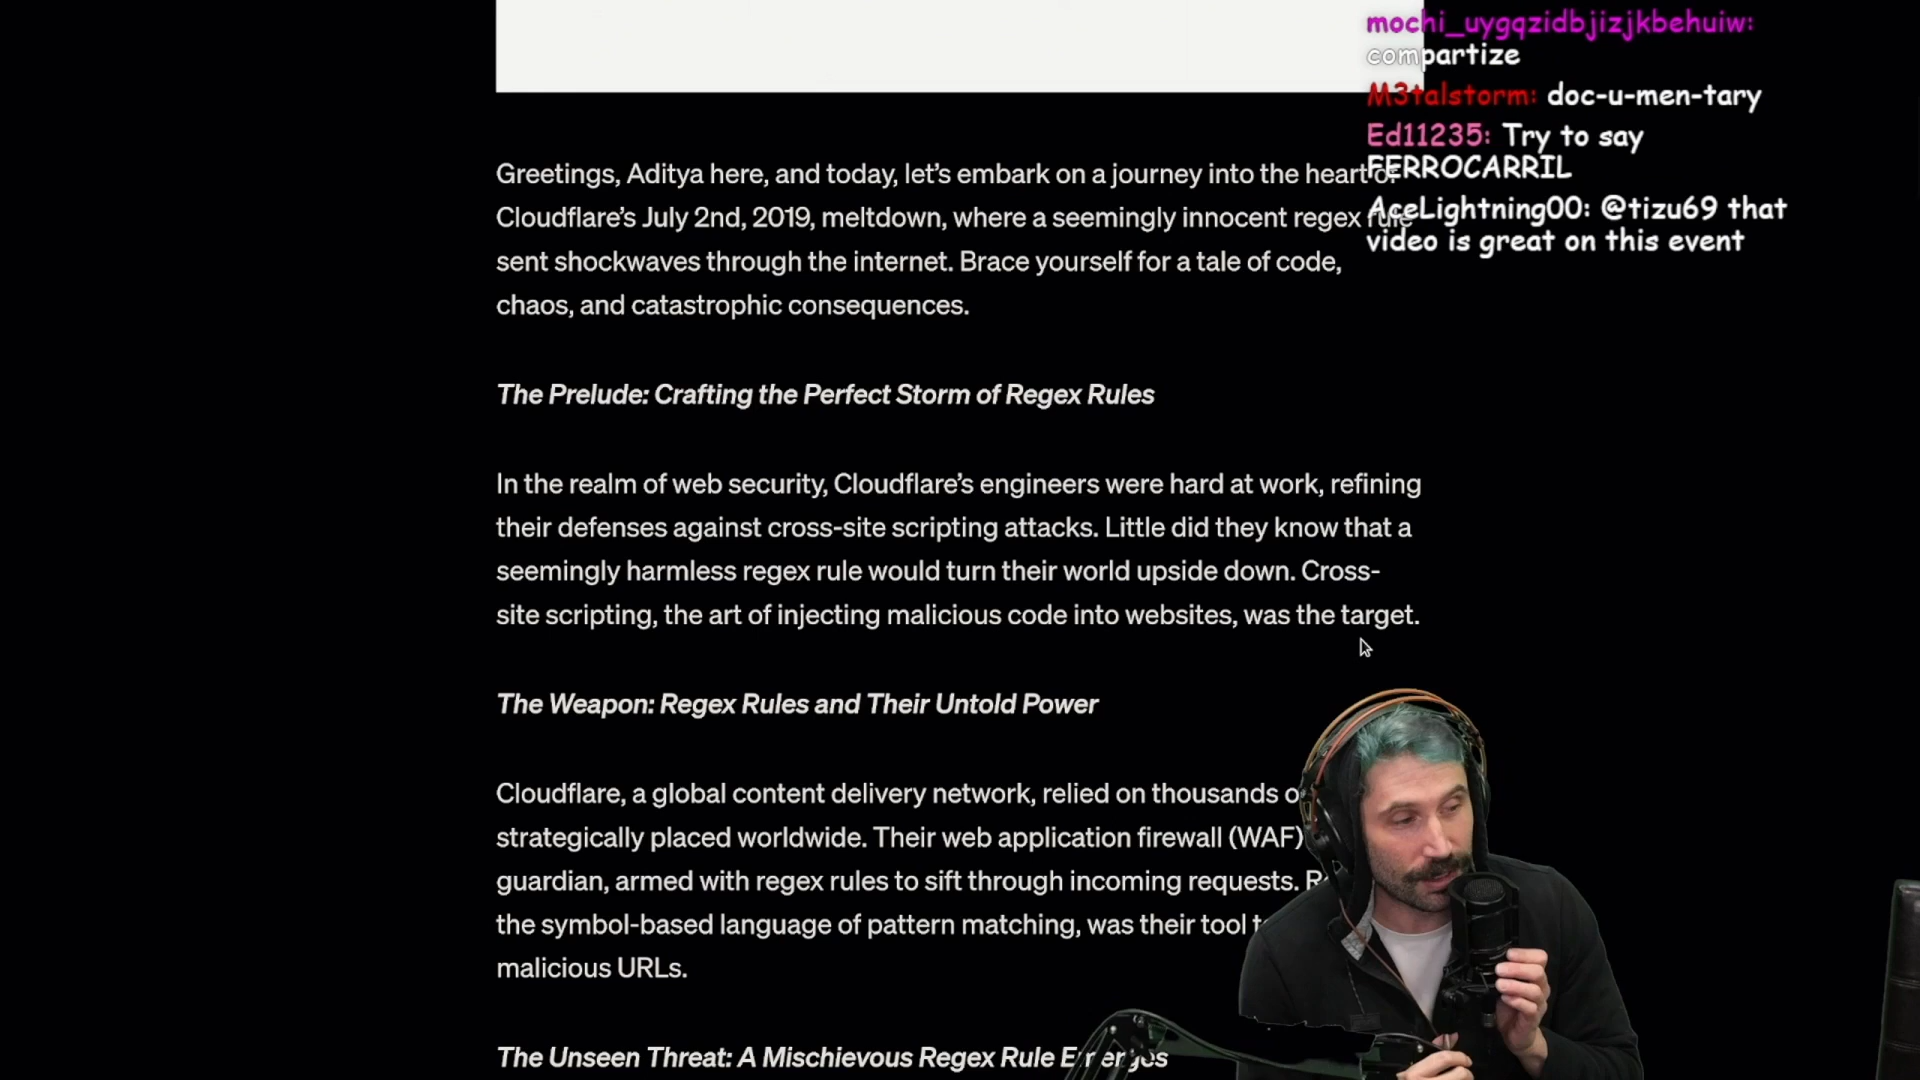 mochi_uygqzidbjizjkbehuiw:
compartize
M3talstorm: doc-u-men-tary
Ed11235: Try to say
FERROCARRIL
AceLightning00: @tizu69 that
video is great on this event
Greetings, Aditya here, and today, let’s embark on a journey into the heart of
Cloudflare’s July 2nd, 2019, meltdown, where a seemingly innocent regex rule
sent shockwaves through the internet. Brace yourself for a tale of code,
chaos, and catastrophic consequences.
The Prelude: Crafting the Perfect Storm of Regex Rules
In the realm of web security, Cloudflare’s engineers were hard at work, refining
their defenses against cross-site scripting attacks. Little did they know that a
seemingly harmless regex rule would turn their world upside down. Cross-
site scripting, the art of injecting malicious code into websites, was the target.
The Weapon: Regex Rules and Their Untold Power
Cloudflare, a global content delivery network, relied on thousands
strategically placed worldwide. Their web application firewall (WAF)
guardian, armed with regex rules to sift through incoming requests.
the symbol-based language of pattern matching, was their tool
malicious URLs.
The Unseen Threat: A Mischievous Regex Rule Emerges